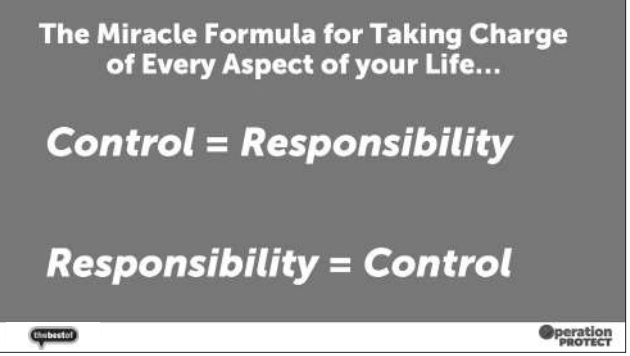 The Miracle Formula for Taking Charge
of Every Aspect of your Life...
Control = Responsibility
Responsibility = Control
thebestof
Operation
PROTECT